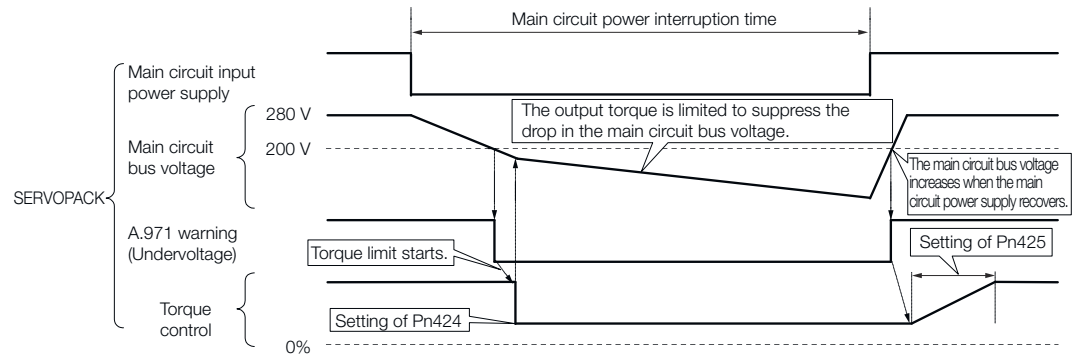 Main circuit power interruption time
SERVOPACK
Main circuit input
power supply
Main circuit
bus voltage
280 V
200 V
The output torque is limited to suppress the
drop in the main circuit bus voltage.
The main circuit bus voltage
increases when the main
circuit power supply recovers.
A.971 warning
(Undervoltage)
Torque limit starts.
Setting of Pn425
Torque
control
Setting of Pn424
0%